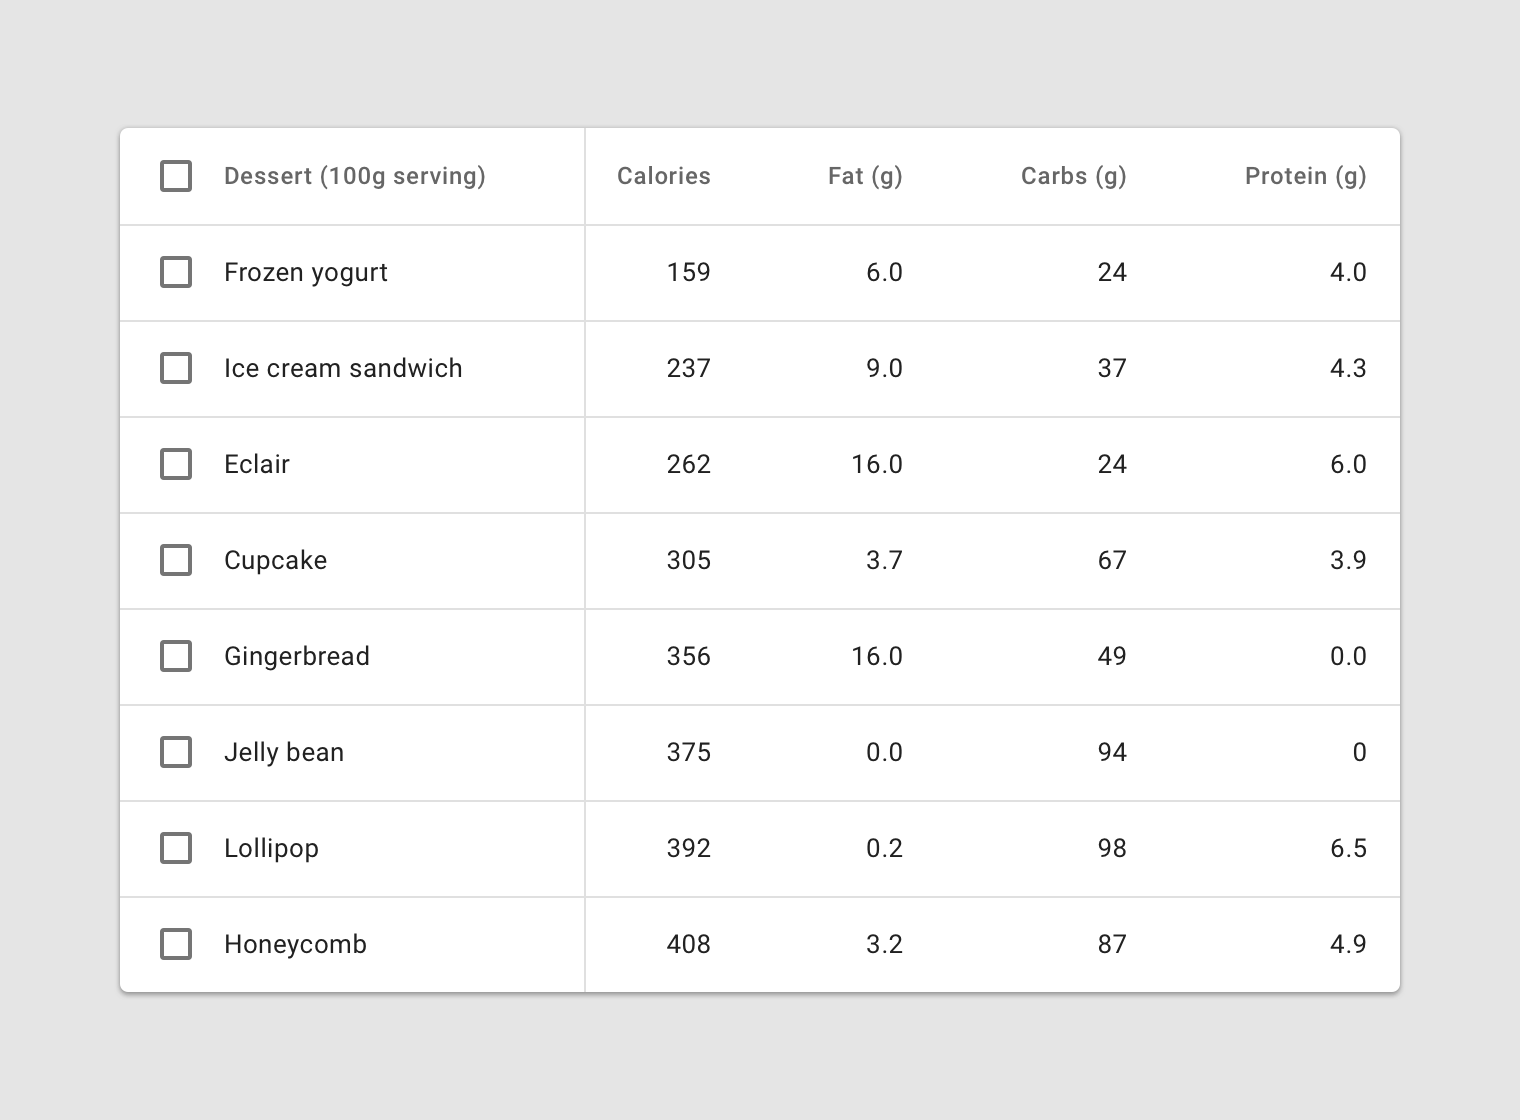 Dessert (100g serving) Calories Fat (g) Carbs (g) Protein (g)
Frozen yogurt 159 6.0 24 4.0
Ice cream sandwich 237 9.0 37 4.3
Eclair 262 16.0 24 6.0
Cupcake 305 3.7 67 3.9
Gingerbread 356 16.0 49 0.0
Jelly bean 375 0.0 94 0
Lollipop 392 0.2 98 6.5
Honeycomb 408 3.2 87 4.9